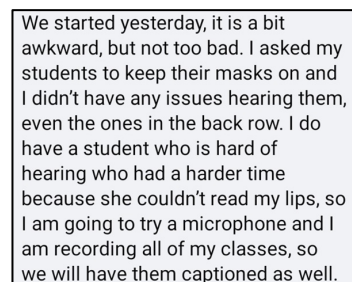 We started yesterday, it is a bit
awkward, but not too bad. I asked my
students to keep their masks on and
I didn't have any issues hearing them,
even the ones in the back row. I do
have a student who is hard of
hearing who had a harder time
because she couldn't read my lips, so
I am going to try a microphone and I
am recording all of my classes, so
we will have them captioned as well.